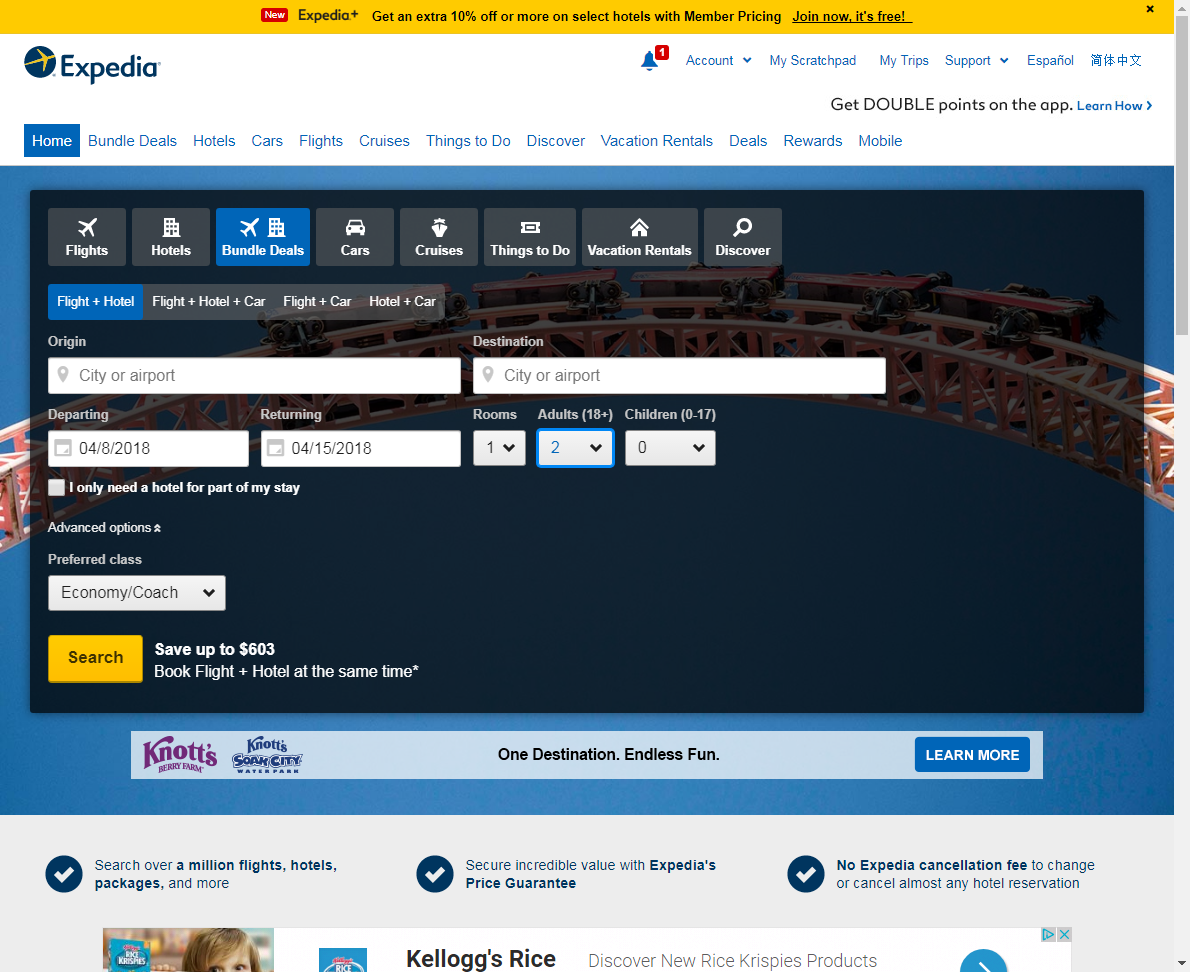 New Expedia+ Get an extra 10% off or more on select hotels with Member Pricing Join now, it's free!
Expedia
1 Account My Scratchpad My Trips Support Español 简体中文
Get DOUBLE points on the app. Learn How
Home Bundle Deals Hotels Cars Flights Cruises Things to Do Discover Vacation Rentals Deals Rewards Mobile
Flights Hotels Bundle Deals Cars Cruises Things to Do Vacation Rentals Discover
Flight + Hotel Flight + Hotel + Car Flight + Car Hotel + Car
Origin Destination
City or airport City or airport
Departing Returning Rooms Adults (18+) Children (0-17)
04/8/2018 04/15/2018 1 2 0
I only need a hotel for part of my stay
Advanced options
Preferred class
Economy/Coach
Search
Save up to $603
Book Flight + Hotel at the same time*
Knott's BERRY FARM
Knott's SOAK CITY WATER PARK
One Destination. Endless Fun.
LEARN MORE
Search over a million flights, hotels,
packages, and more
Secure incredible value with Expedia's
Price Guarantee
No Expedia cancellation fee to change
or cancel almost any hotel reservation
Kellogg's
RICE
KRISPIES
RICE
Kellogg's Rice
Discover New Rice Krispies Products